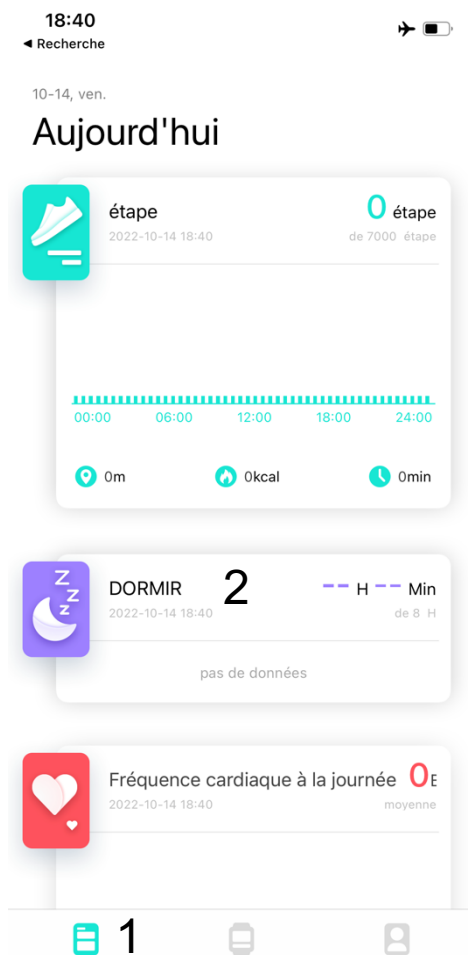 18:40
◀ Recherche
10-14, ven.
Aujourd'hui
étape
0 étape
2022-10-14 18:40
de 7000 étape
00:00 06:00 12:00 18:00 24:00
0m 0kcal 0min
z z z
DORMIR 2 -- H -- Min
2022-10-14 18:40
de 8 H
pas de données
Fréquence cardiaque à la journée 0
2022-10-14 18:40
moyenne
1